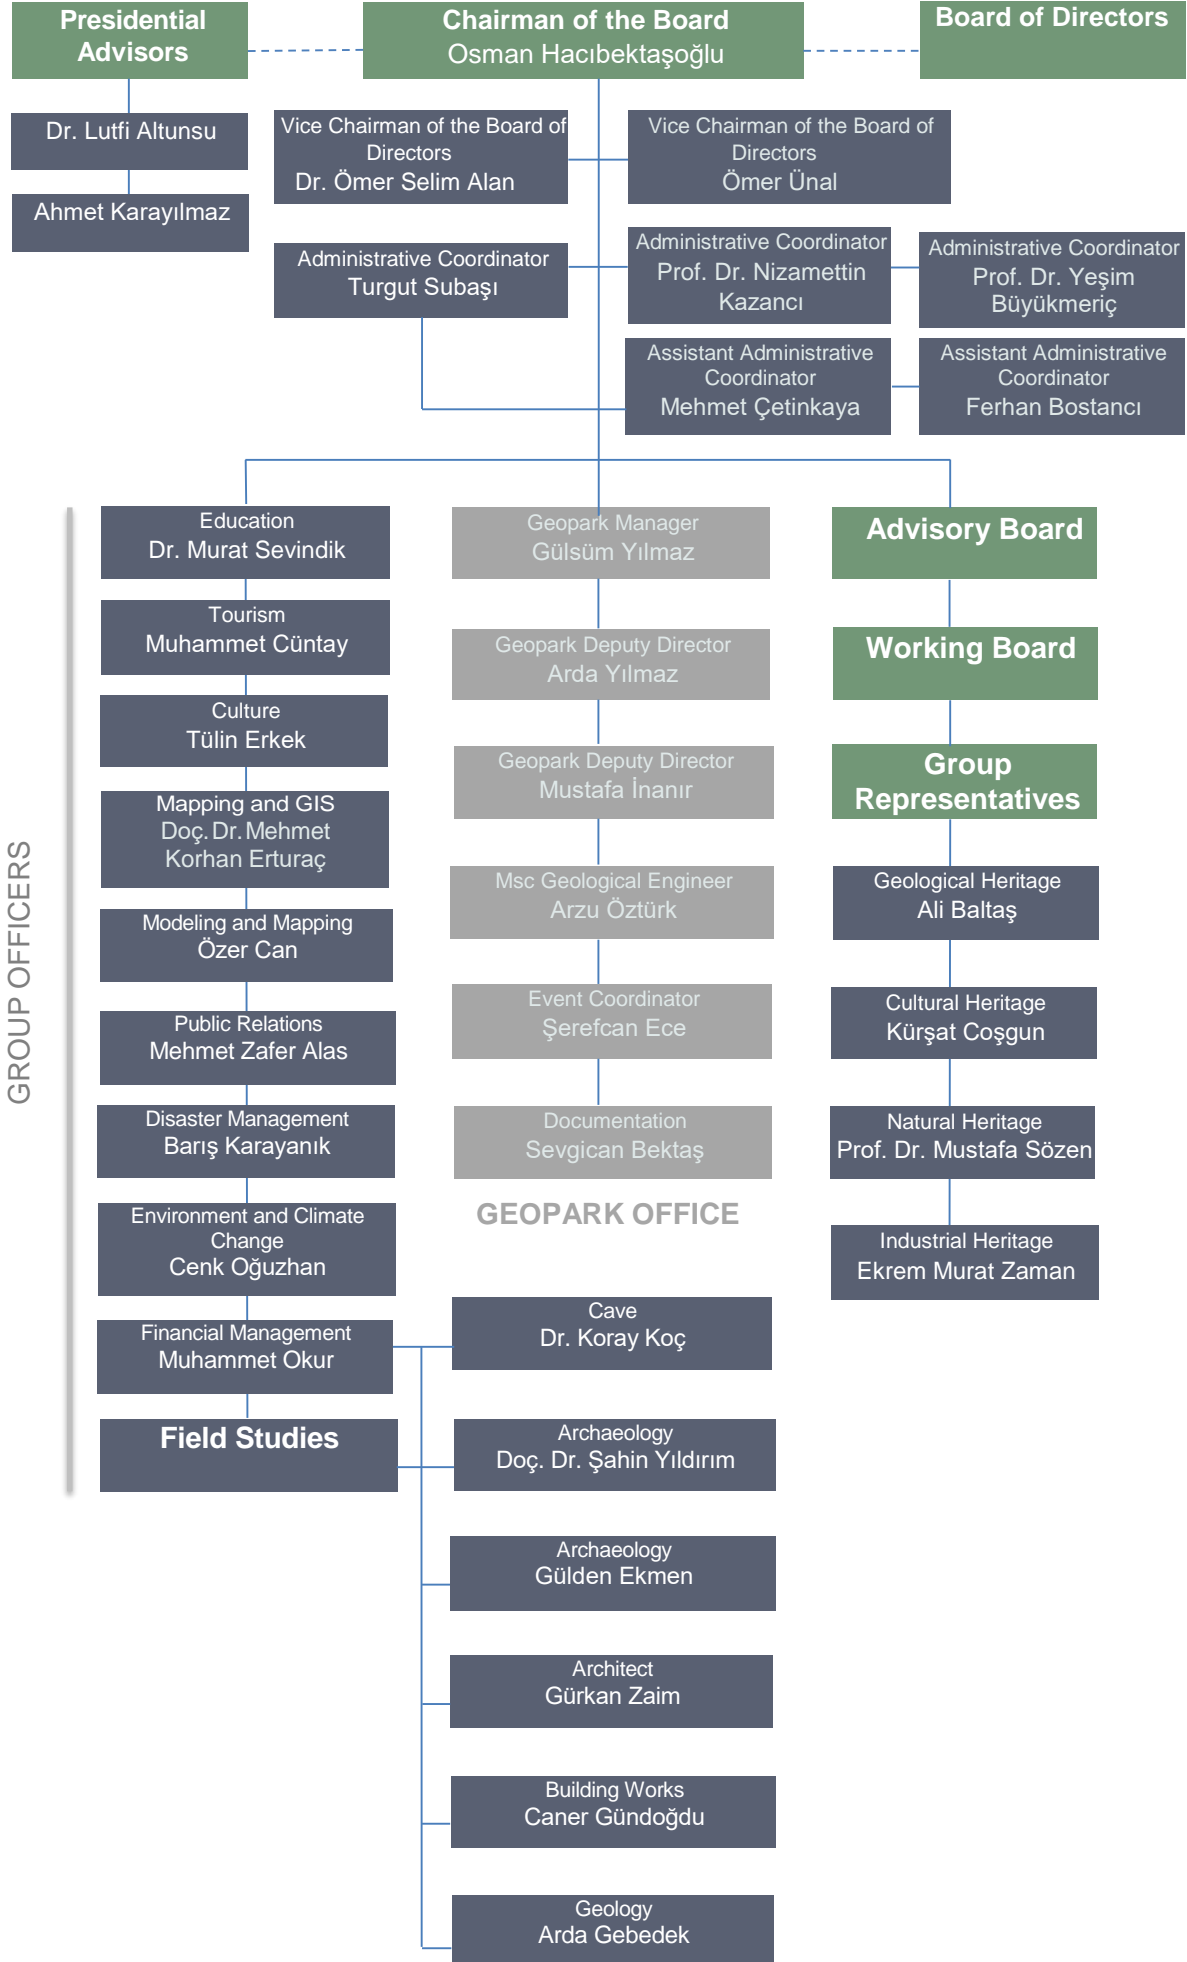 Presidential
Advisors
Chairman of the Board
Osman Hacıbektaşoğlu
Board of Directors
Dr. Lutfi Altunsu
Ahmet Karayılmaz
Vice Chairman of the Board of
Directors
Dr. Ömer Selim Alan
Vice Chairman of the Board of
Directors
Ömer Ünal
Administrative Coordinator
Turgut Subaşı
Administrative Coordinator
Prof. Dr. Nizamettin
Kazancı
Administrative Coordinator
Prof. Dr. Yeşim
Büyükmeriç
Assistant Administrative
Coordinator
Mehmet Çetinkaya
Assistant Administrative
Coordinator
Ferhan Bostancı
GROUP OFFICERS
Education
Dr. Murat Sevindik
Tourism
Muhammet Cüntay
Culture
Tülin Erkek
Mapping and GIS
Doç. Dr. Mehmet
Korhan Erturaç
Modeling and Mapping
Özer Can
Public Relations
Mehmet Zafer Alas
Disaster Management
Barış Karayanık
Environment and Climate
Change
Cenk Oğuzhan
Financial Management
Muhammet Okur
Field Studies
Geopark Manager
Gülsüm Yılmaz
Geopark Deputy Director
Arda Yılmaz
Geopark Deputy Director
Mustafa İnanır
Msc Geological Engineer
Arzu Öztürk
Event Coordinator
Şerefcan Ece
Documentation
Sevgican Bektaş
GEOPARK OFFICE
Cave
Dr. Koray Koç
Archaeology
Doç. Dr. Şahin Yıldırım
Archaeology
Gülden Ekmen
Architect
Gürkan Zaim
Building Works
Caner Gündoğdu
Geology
Arda Gebedek
Advisory Board
Working Board
Group
Representatives
Geological Heritage
Ali Baltaş
Cultural Heritage
Kürşat Coşgun
Natural Heritage
Prof. Dr. Mustafa Sözen
Industrial Heritage
Ekrem Murat Zaman